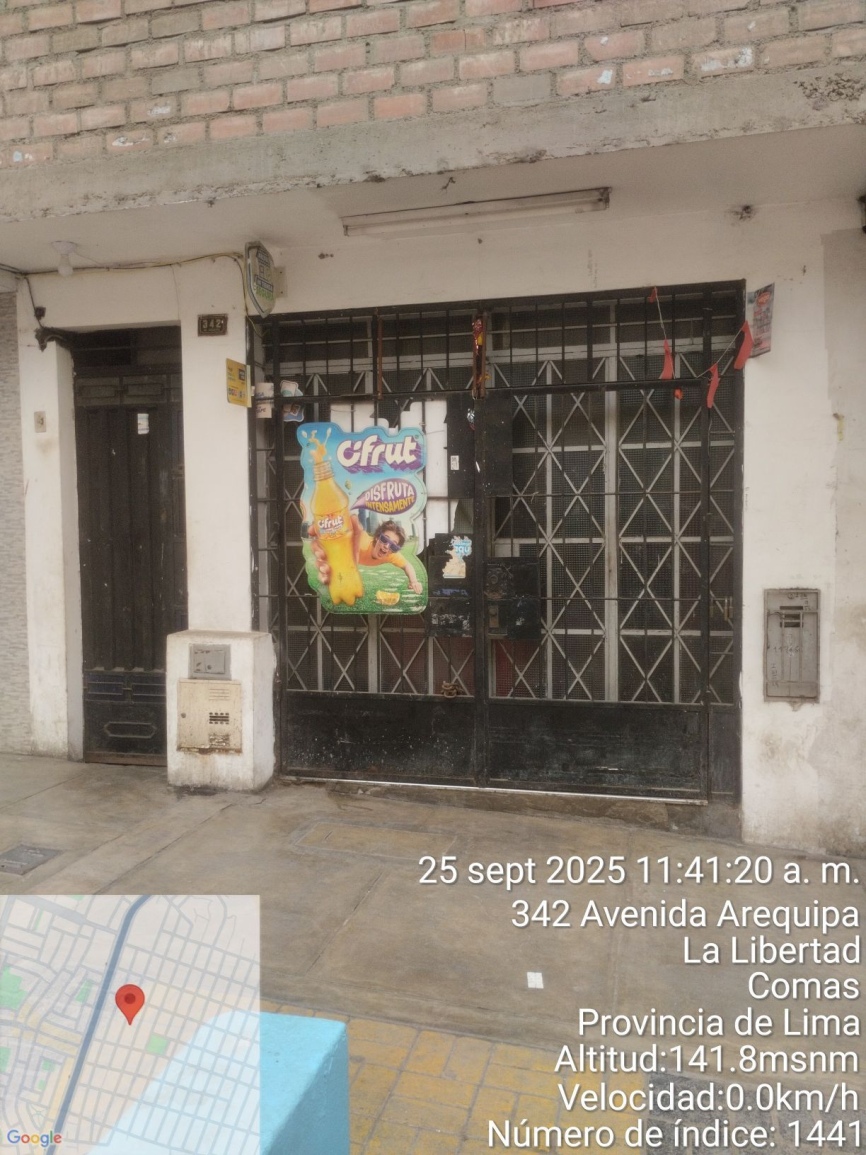 342
Cifrut
DISFRUTA
INTENSAMENTE
Cifrut
25 sept 2025 11:41:20 a. m.
342 Avenida Arequipa
La Libertad
Comas
Provincia de Lima
Altitud:141.8msnm
Velocidad:0.0km/h
Número de índice: 1441
Google